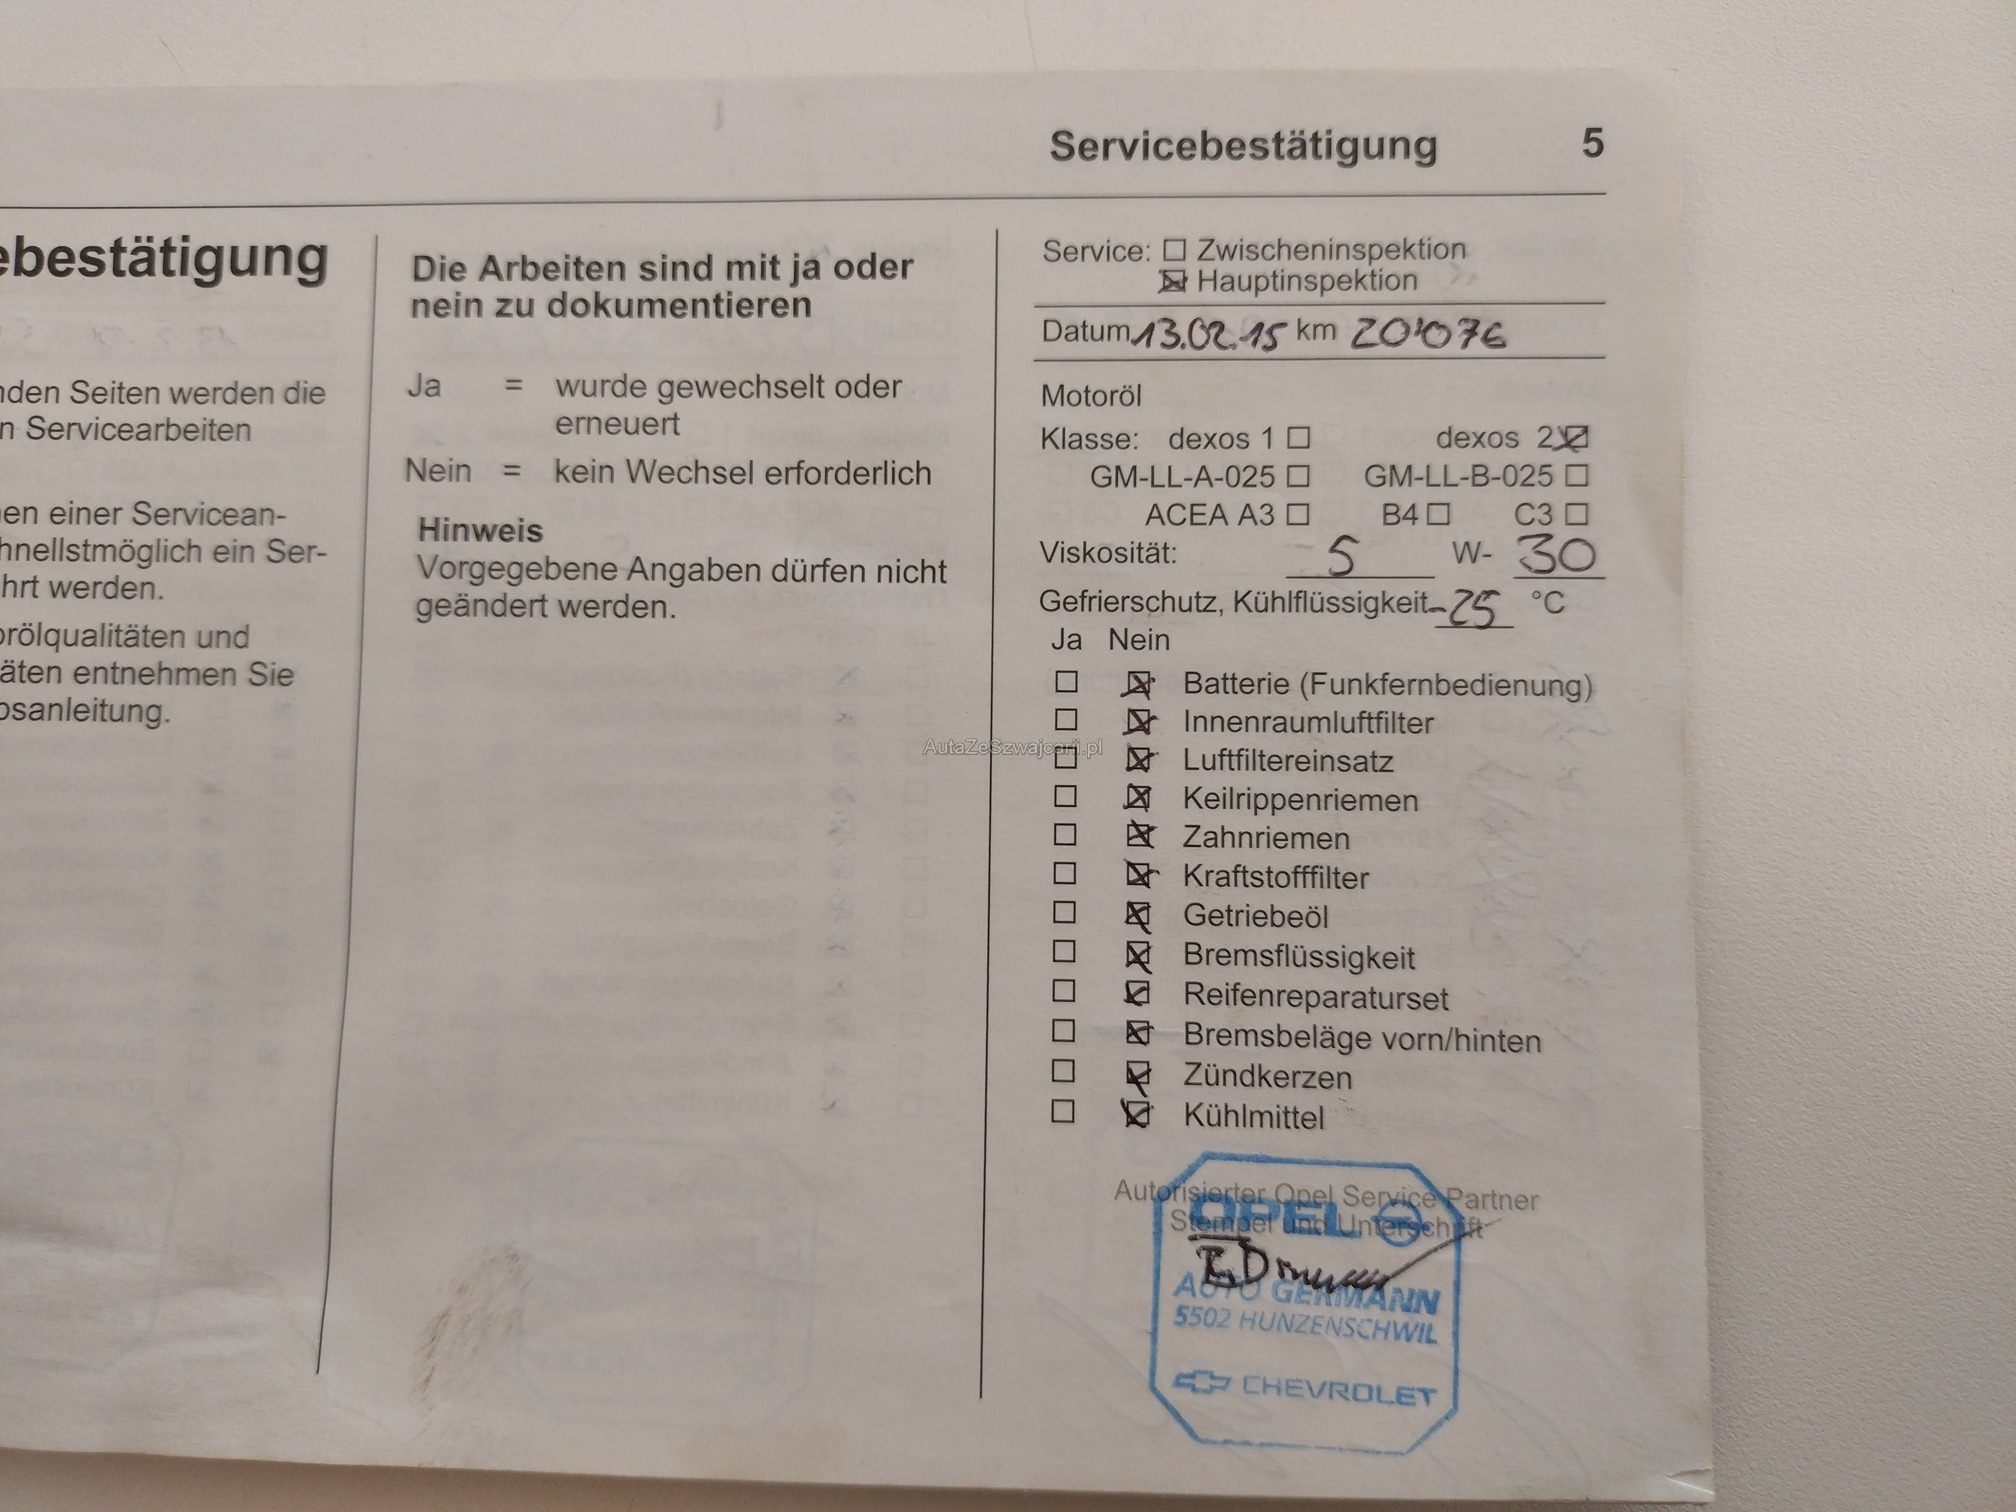 Servicebestätigung 5
ebestätigung
nden Seiten werden die
n Servicearbeiten
en einer Servicean-
hnellstmöglich ein Ser-
hrt werden.
orölqualitäten und
äten entnehmen Sie
osanleitung.
Die Arbeiten sind mit ja oder
nein zu dokumentieren
Ja = wurde gewechselt oder
erneuert
Nein = kein Wechsel erforderlich
Hinweis
Vorgegebene Angaben dürfen nicht
geändert werden.
Service: ☐ Zwischeninspektion
☒ Hauptinspektion
Datum 13.02.15 km 20'076
Motoröl
Klasse: dexos 1 ☐ dexos 2 ☒
GM-LL-A-025 ☐ GM-LL-B-025 ☐
ACEA A3 ☐ B4 ☐ C3 ☐
Viskosität: 5 W- 30
Gefrierschutz, Kühlflüssigkeit -25 °C
Ja Nein
☐ ☒ Batterie (Funkfernbedienung)
☐ ☒ Innenraumluftfilter
☐ ☒ Luftfiltereinsatz
☐ ☒ Keilrippenriemen
☐ ☒ Zahnriemen
☐ ☒ Kraftstofffilter
☐ ☒ Getriebeöl
☐ ☒ Bremsflüssigkeit
☐ ☒ Reifenreparaturset
☐ ☒ Bremsbeläge vorn/hinten
☐ ☒ Zündkerzen
☐ ☒ Kühlmittel
Autorisierter Opel Service Partner
Stempel und Unterschrift
OPEL
AUTO GERMANN
5502 HUNZENSCHWIL
CHEVROLET
AutaZeSzwajcarii.pl